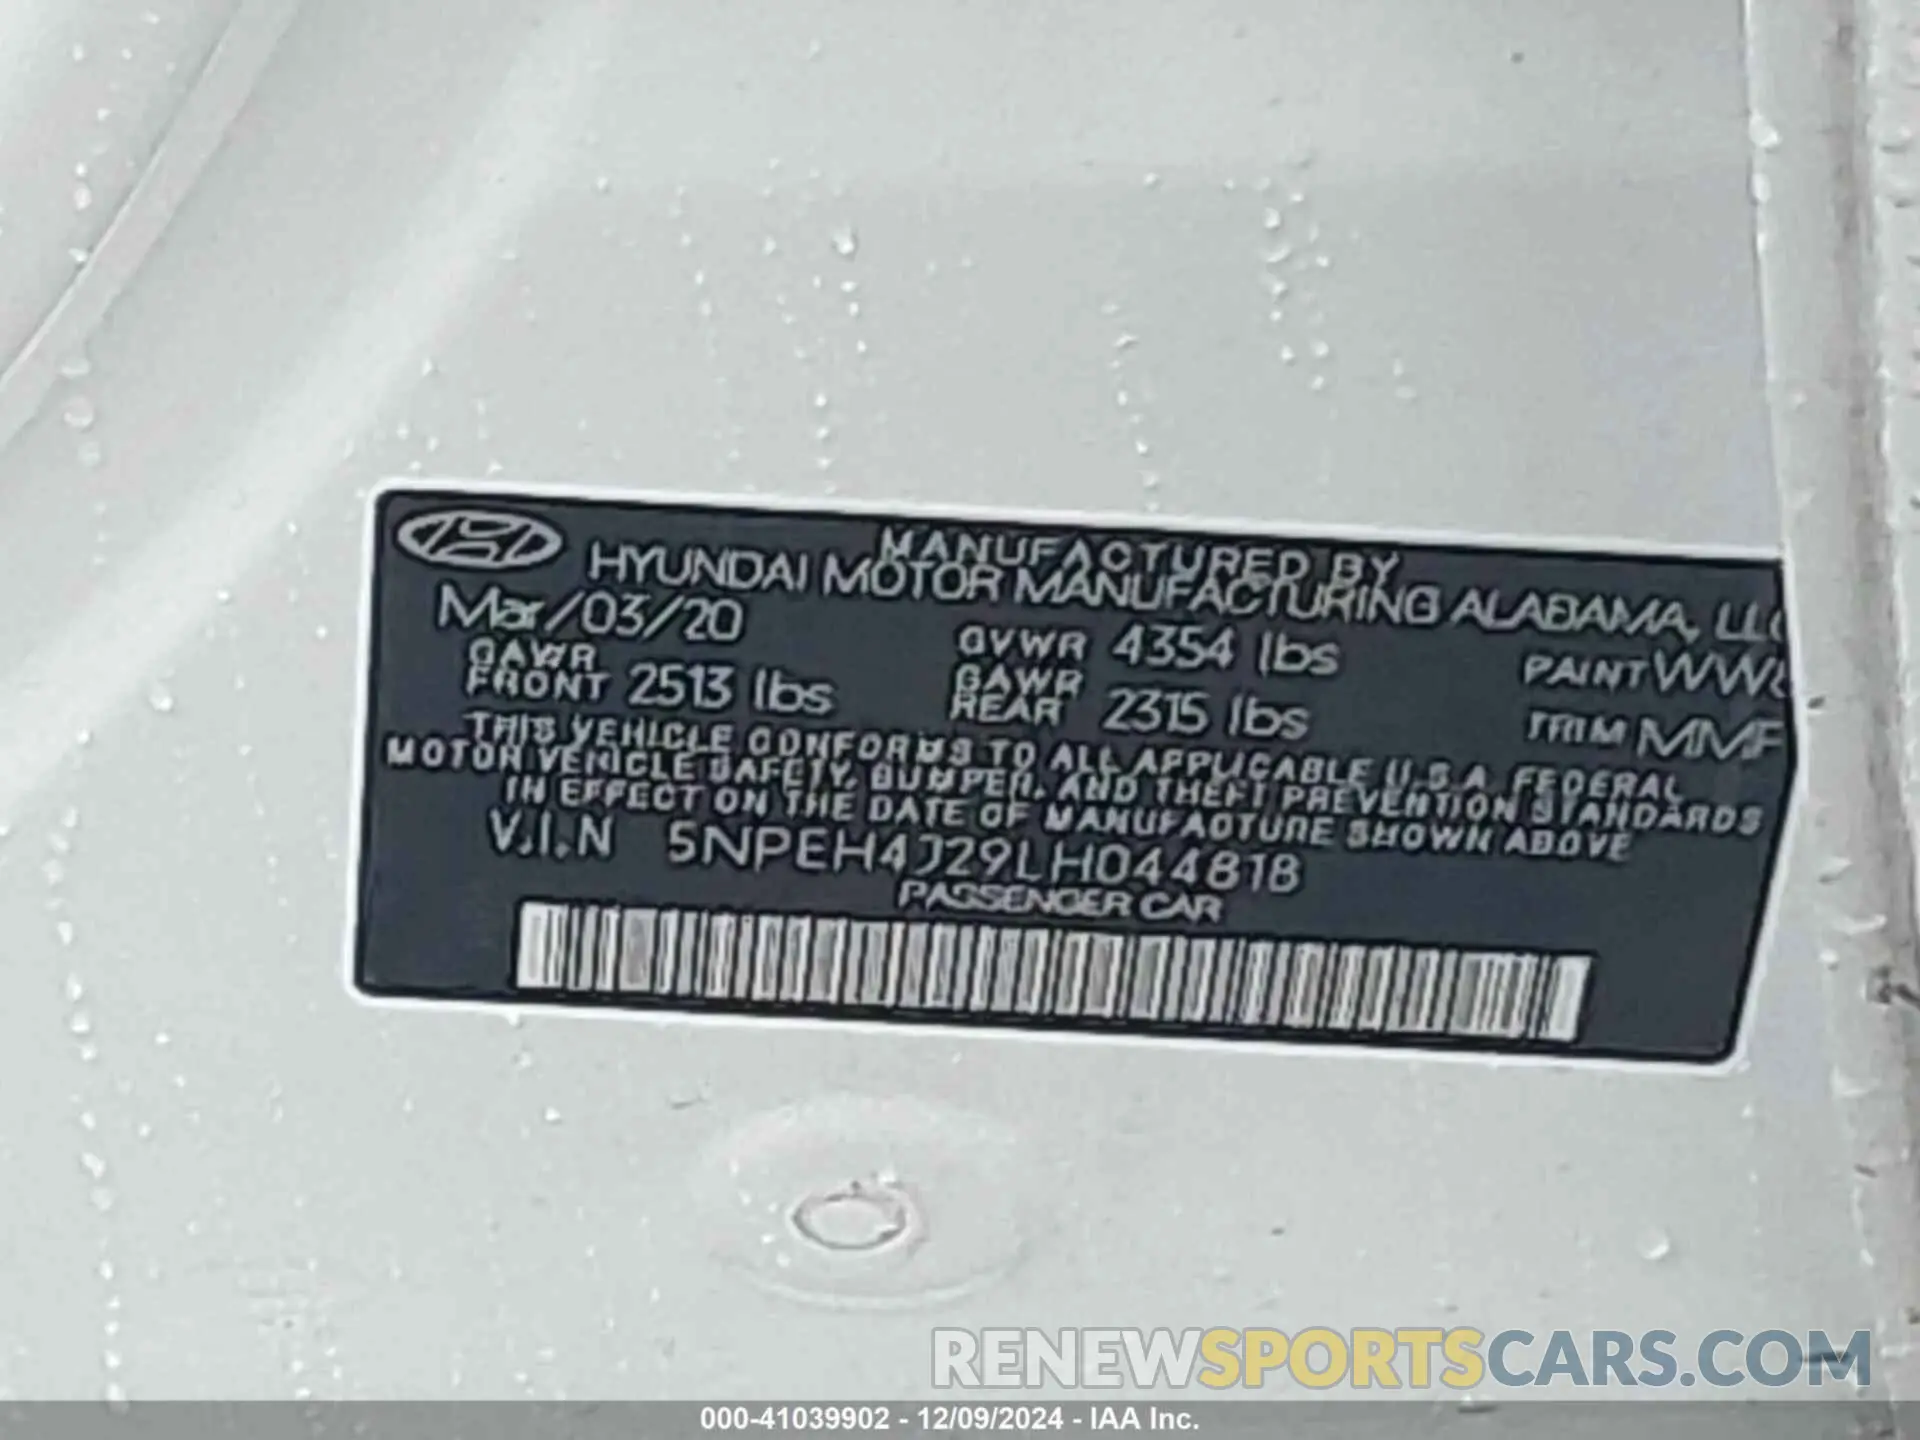 MANUFACTURED BY
HYUNDAI MOTOR MANUFACTURING ALABAMA, LLC
Mar/03/20
GVWR 4354 lbs
PAINT WW8
GAWR FRONT 2513 lbs
GAWR REAR 2315 lbs
TRIM MMF
THIS VEHICLE CONFORMS TO ALL APPLICABLE U.S.A. FEDERAL
MOTOR VEHICLE SAFETY, BUMPER, AND THEFT PREVENTION STANDARDS
IN EFFECT ON THE DATE OF MANUFACTURE SHOWN ABOVE
V.I.N 5NPEH4J29LH044818
PASSENGER CAR
RENEWSPORTSCARS.COM
000-41039902 - 12/09/2024 - IAA Inc.